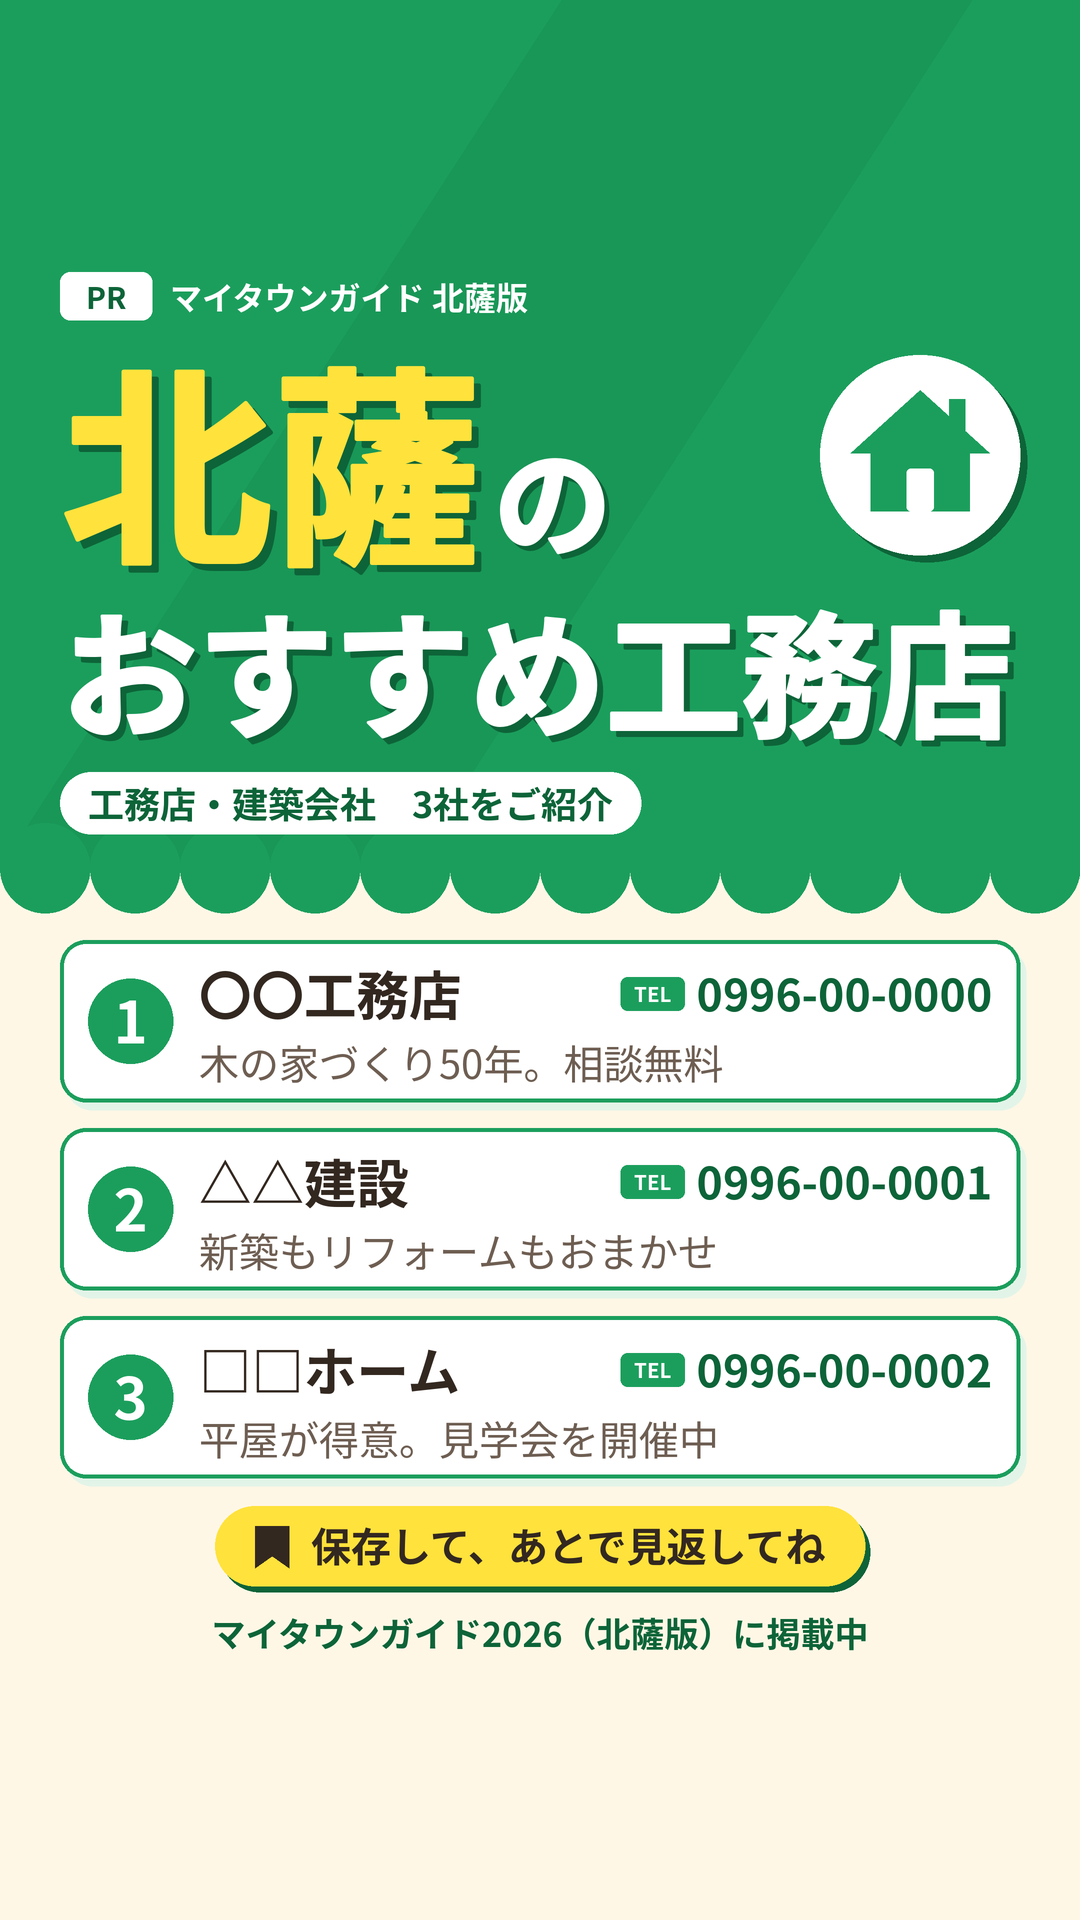 PR マイタウンガイド 北薩版
北薩の
おすすめ工務店
工務店・建築会社　3社をご紹介
1 〇〇工務店 TEL 0996-00-0000
木の家づくり50年。相談無料
2 △△建設 TEL 0996-00-0001
新築もリフォームもおまかせ
3 □□ホーム TEL 0996-00-0002
平屋が得意。見学会を開催中
保存して、あとで見返してね
マイタウンガイド2026（北薩版）に掲載中